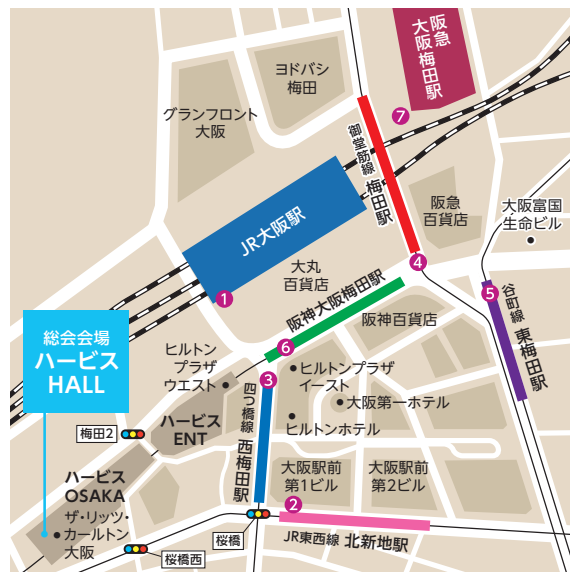 阪急
大阪梅田駅
7
ヨドバシ
梅田
グランフロント
大阪
御堂筋線 梅田駅
阪急
百貨店
大阪富国
生命ビル
JR大阪駅
大丸
百貨店
4
1
阪神大阪梅田駅
5
谷町線 東梅田駅
阪神百貨店
総会会場
ハービス
HALL
6
ヒルトン
プラザ
ウエスト
3
ヒルトンプラザ
イースト
大阪第一ホテル
ヒルトンホテル
四つ橋線 西梅田駅
梅田2
ハービス
ENT
ハービス
OSAKA
ザ・リッツ・
カールトン
大阪
大阪駅前
第1ビル
大阪駅前
第2ビル
2
桜橋
桜橋西
JR東西線 北新地駅